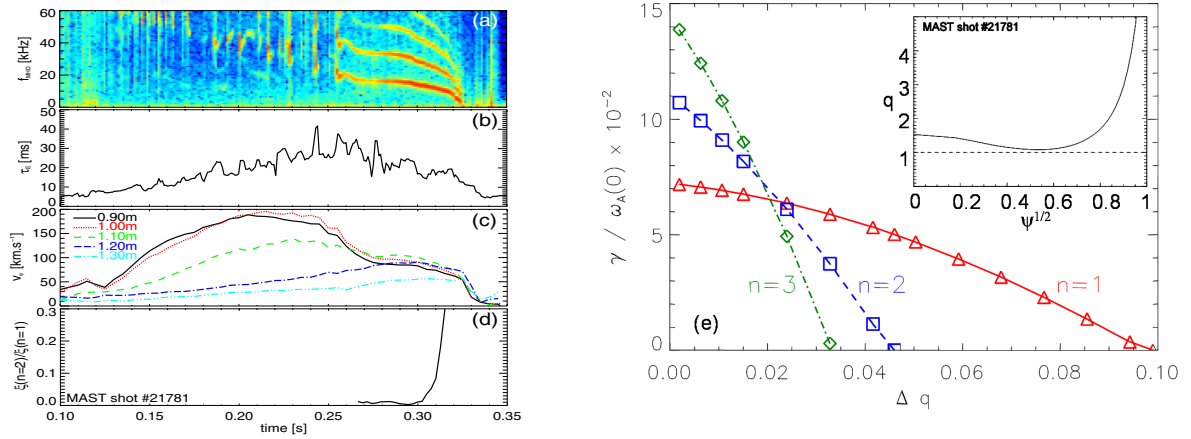 (a)
60
40
20
0
f_MHD [kHz]
(b)
50
40
30
20
10
0
τ_E [ms]
(c)
200
150
100
50
0
v_φ [km.s⁻¹]
0.90m
1.00m
1.10m
1.20m
1.30m
(d)
0.3
0.2
0.1
0.0
ξ(n=2)/ξ(n=1)
MAST shot #21781
0.10 0.15 0.20 0.25 0.30 0.35
time [s]
15
10
5
0
γ / ω_A(0) × 10⁻²
MAST shot #21781
4
3
2
1
q
0 0.2 0.4 0.6 0.8 1
ψ^1/2
n=3 n=2 n=1
(e)
0.00 0.02 0.04 0.06 0.08 0.10
Δ q